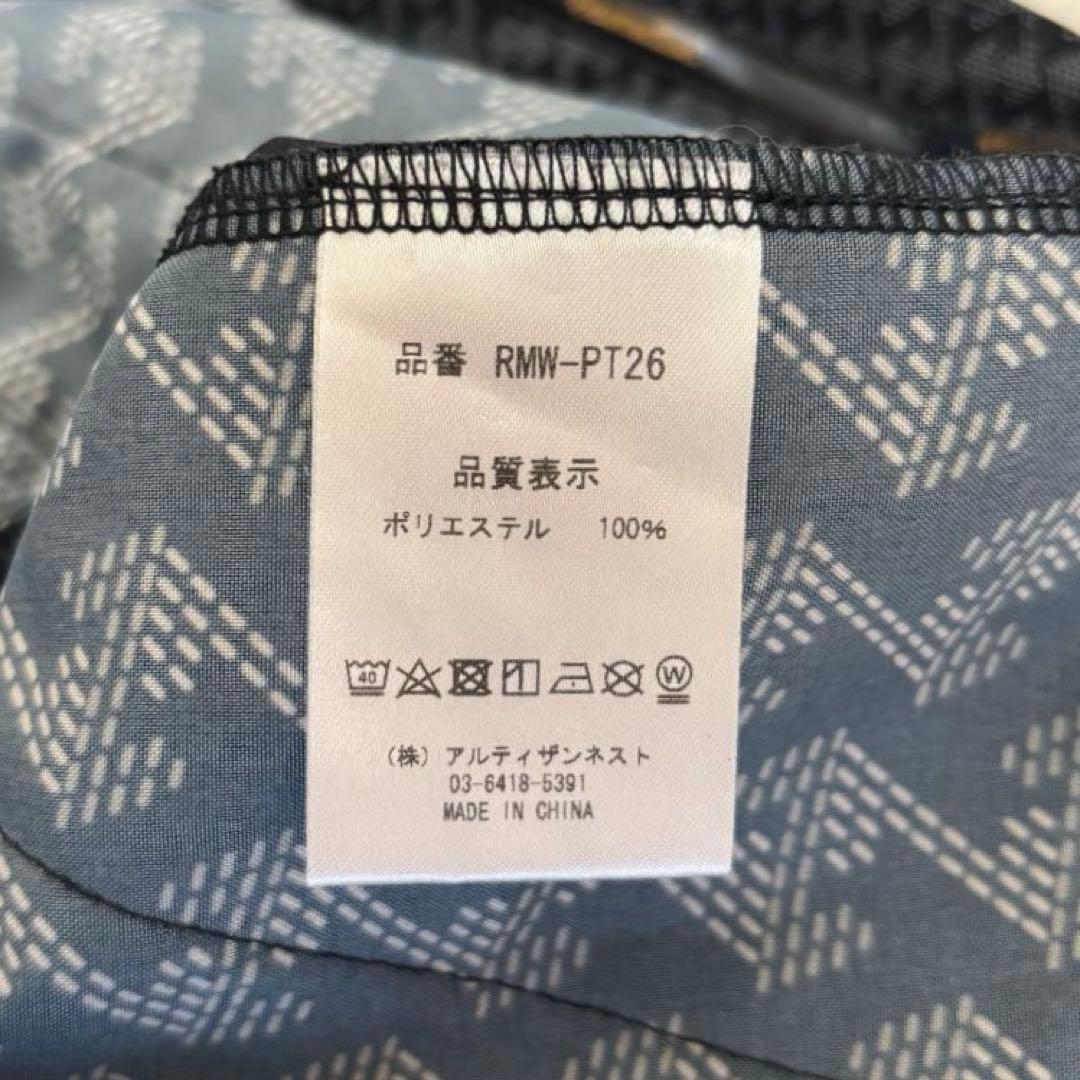 品番 RMW-PT26
品質表示
ポリエステル 100%
40 W
(株) アルティザンネスト
03-6418-5391
MADE IN CHINA